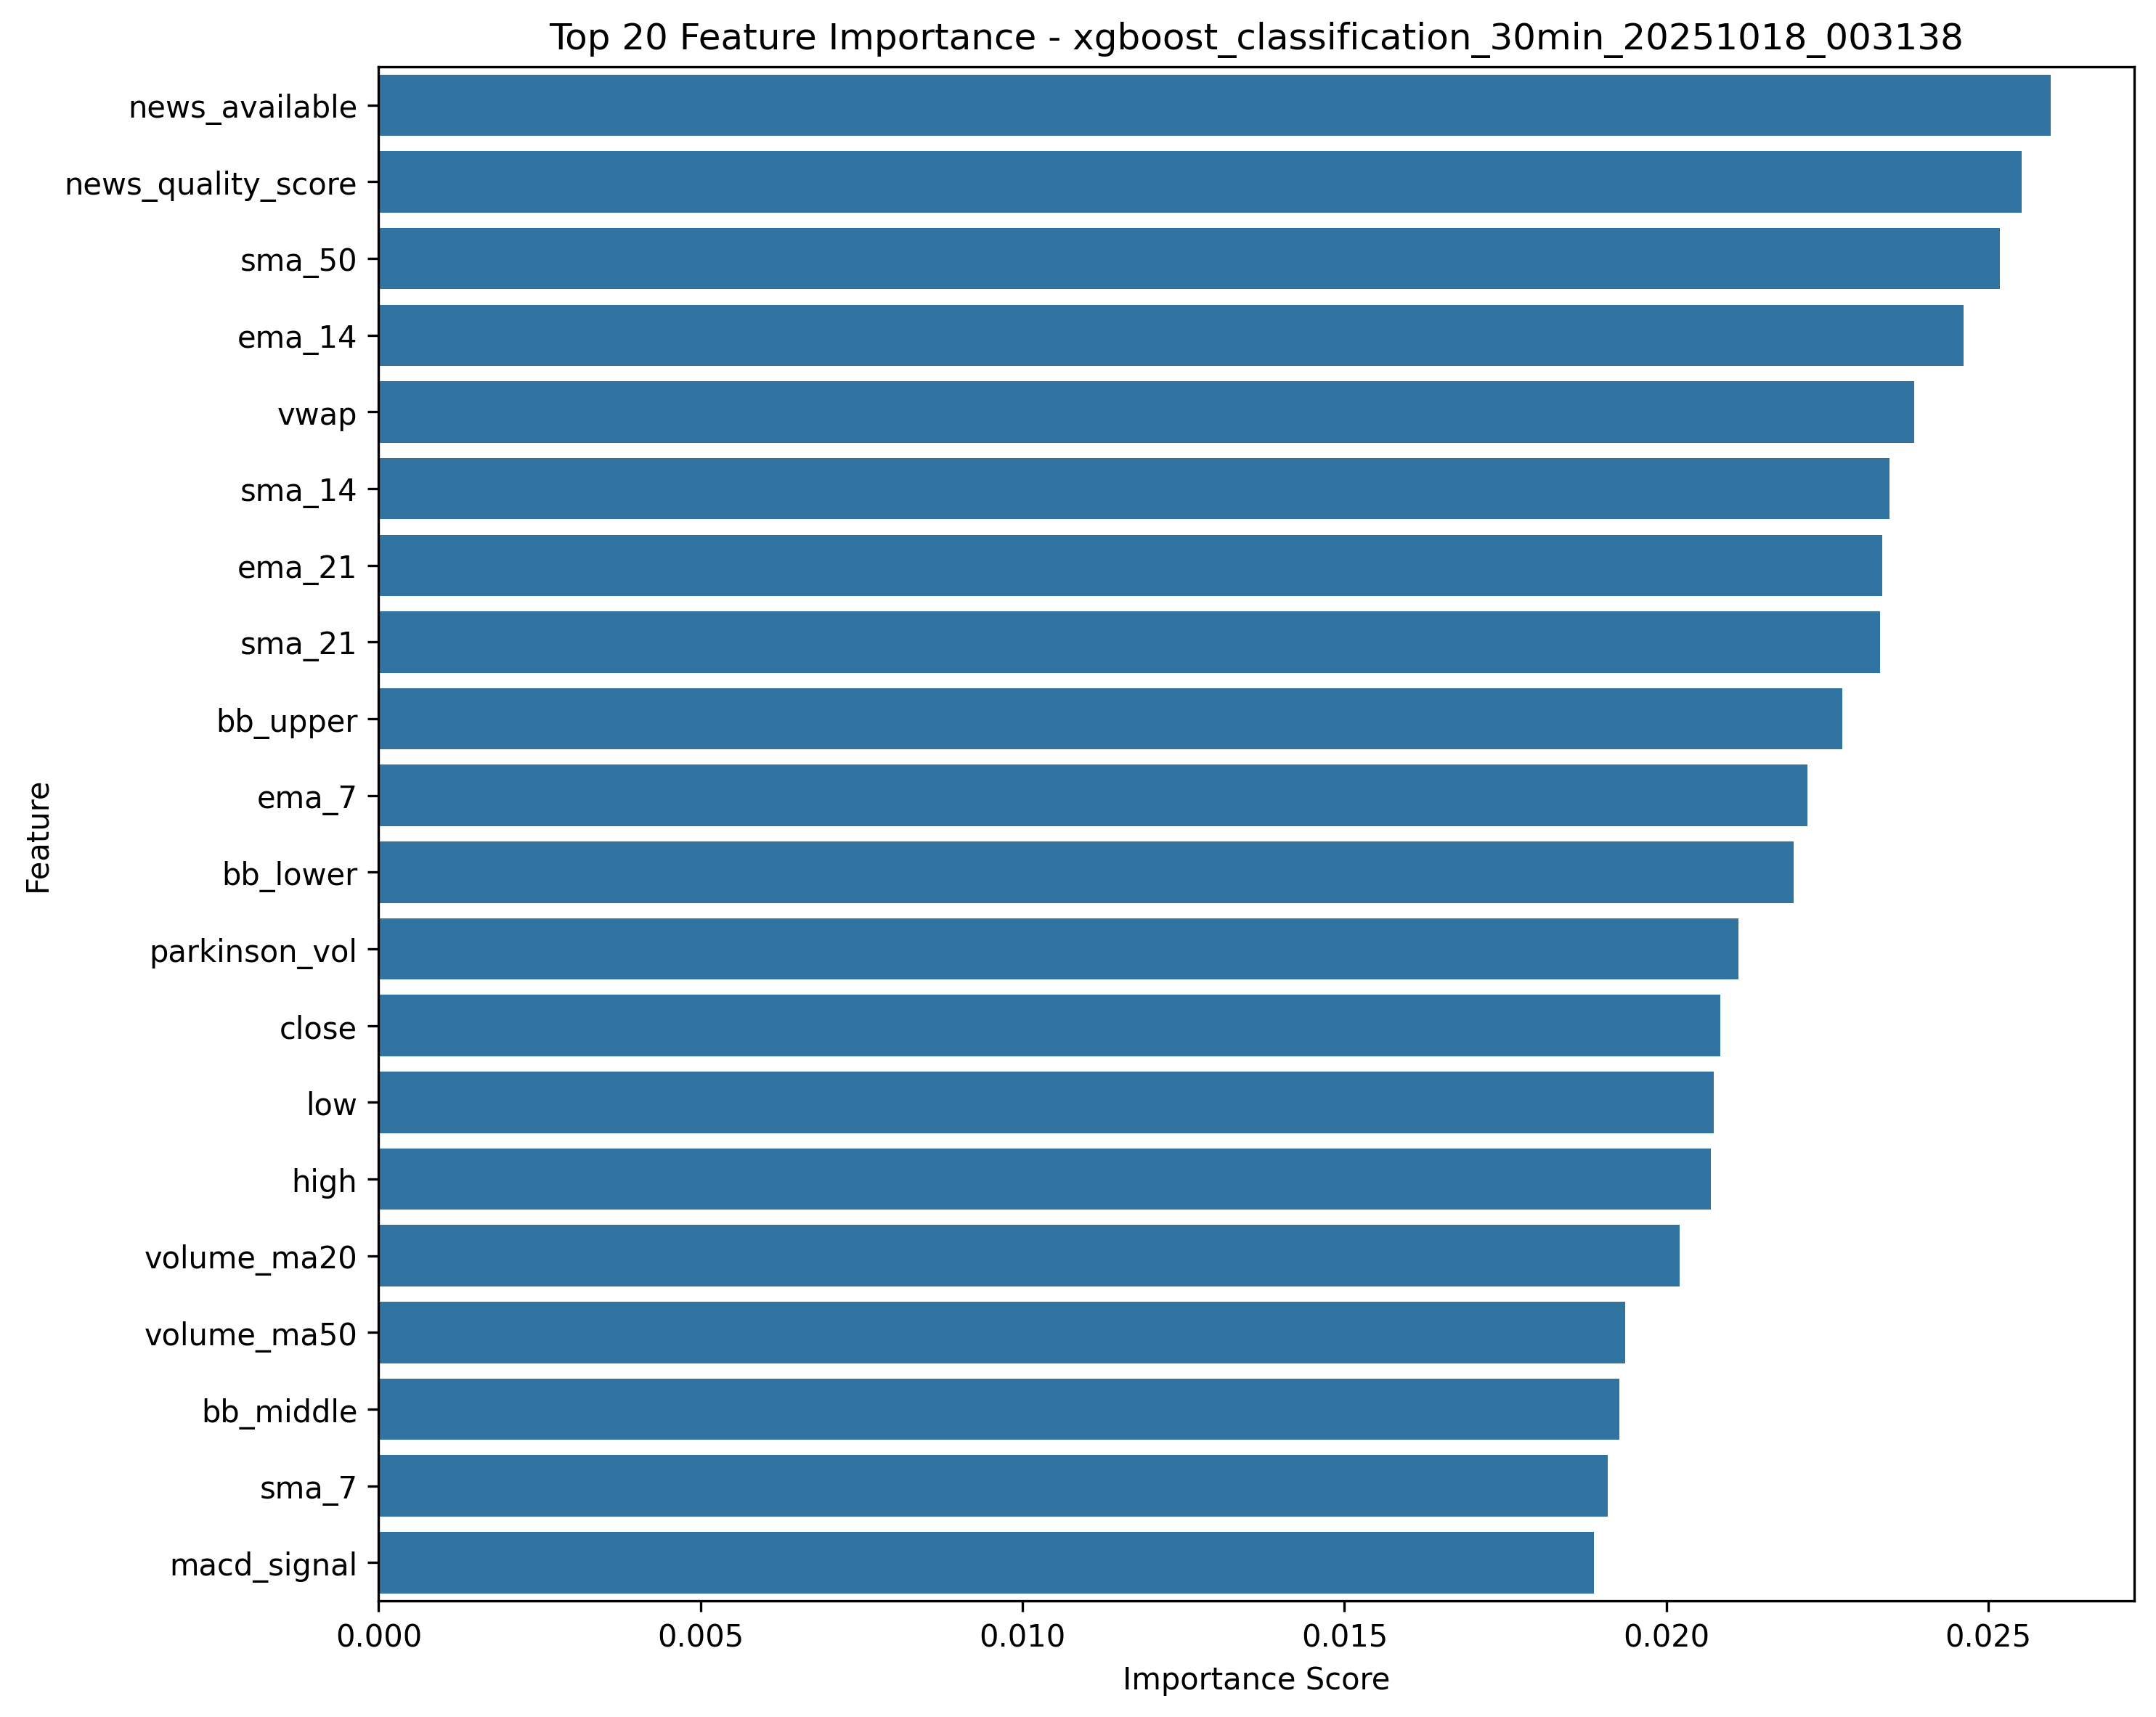 Top 20 Feature Importance - xgboost_classification_30min_20251018_003138
news_available
news_quality_score
sma_50
ema_14
vwap
sma_14
ema_21
sma_21
bb_upper
ema_7
bb_lower
parkinson_vol
close
low
high
volume_ma20
volume_ma50
bb_middle
sma_7
macd_signal
Feature
0.000 0.005 0.010 0.015 0.020 0.025
Importance Score